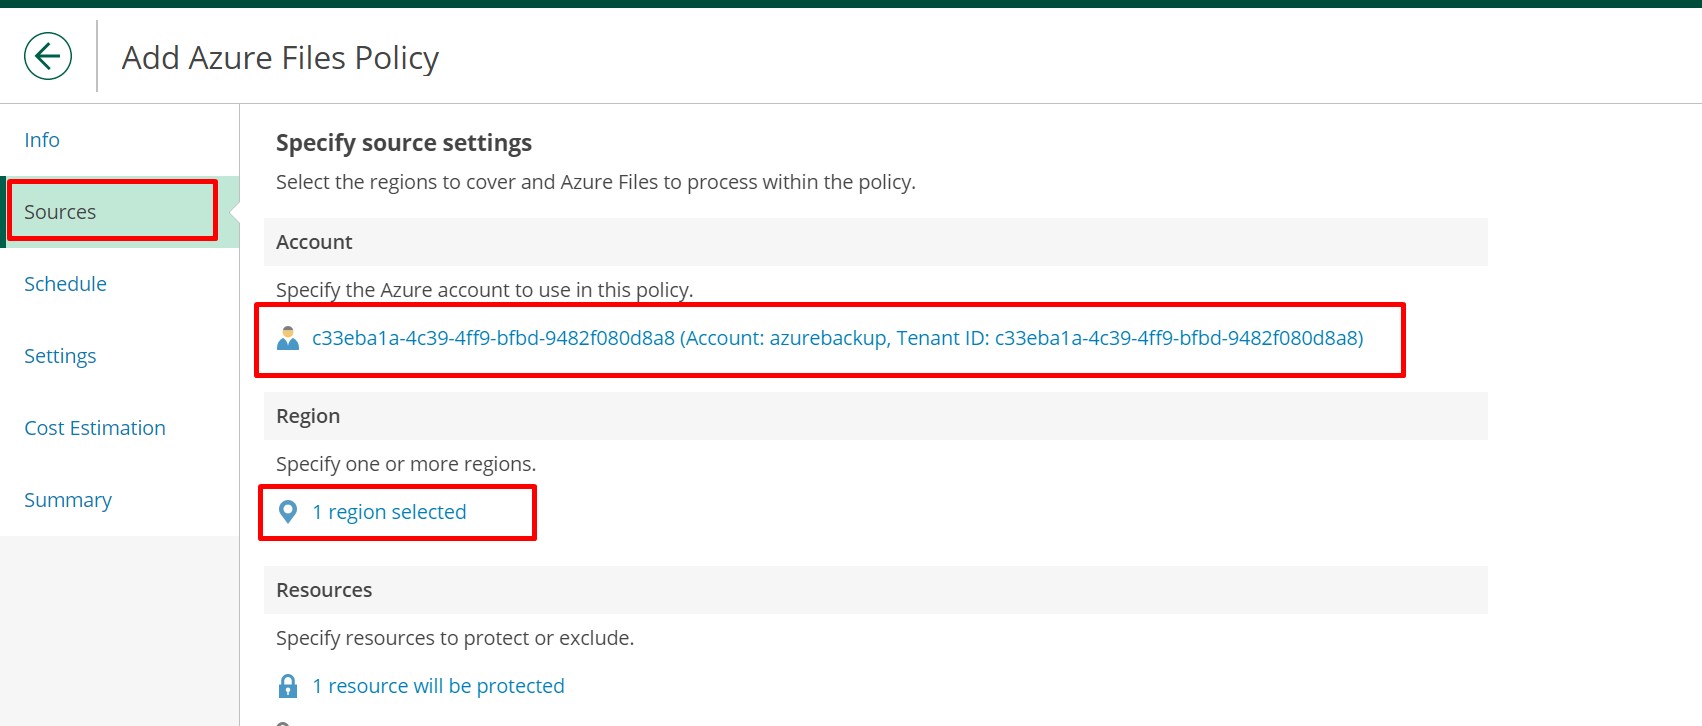 Add Azure Files Policy
Info
Sources
Schedule
Settings
Cost Estimation
Summary
Specify source settings
Select the regions to cover and Azure Files to process within the policy.
Account
Specify the Azure account to use in this policy.
c33eba1a-4c39-4ff9-bfbd-9482f080d8a8 (Account: azurebackup, Tenant ID: c33eba1a-4c39-4ff9-bfbd-9482f080d8a8)
Region
Specify one or more regions.
1 region selected
Resources
Specify resources to protect or exclude.
1 resource will be protected